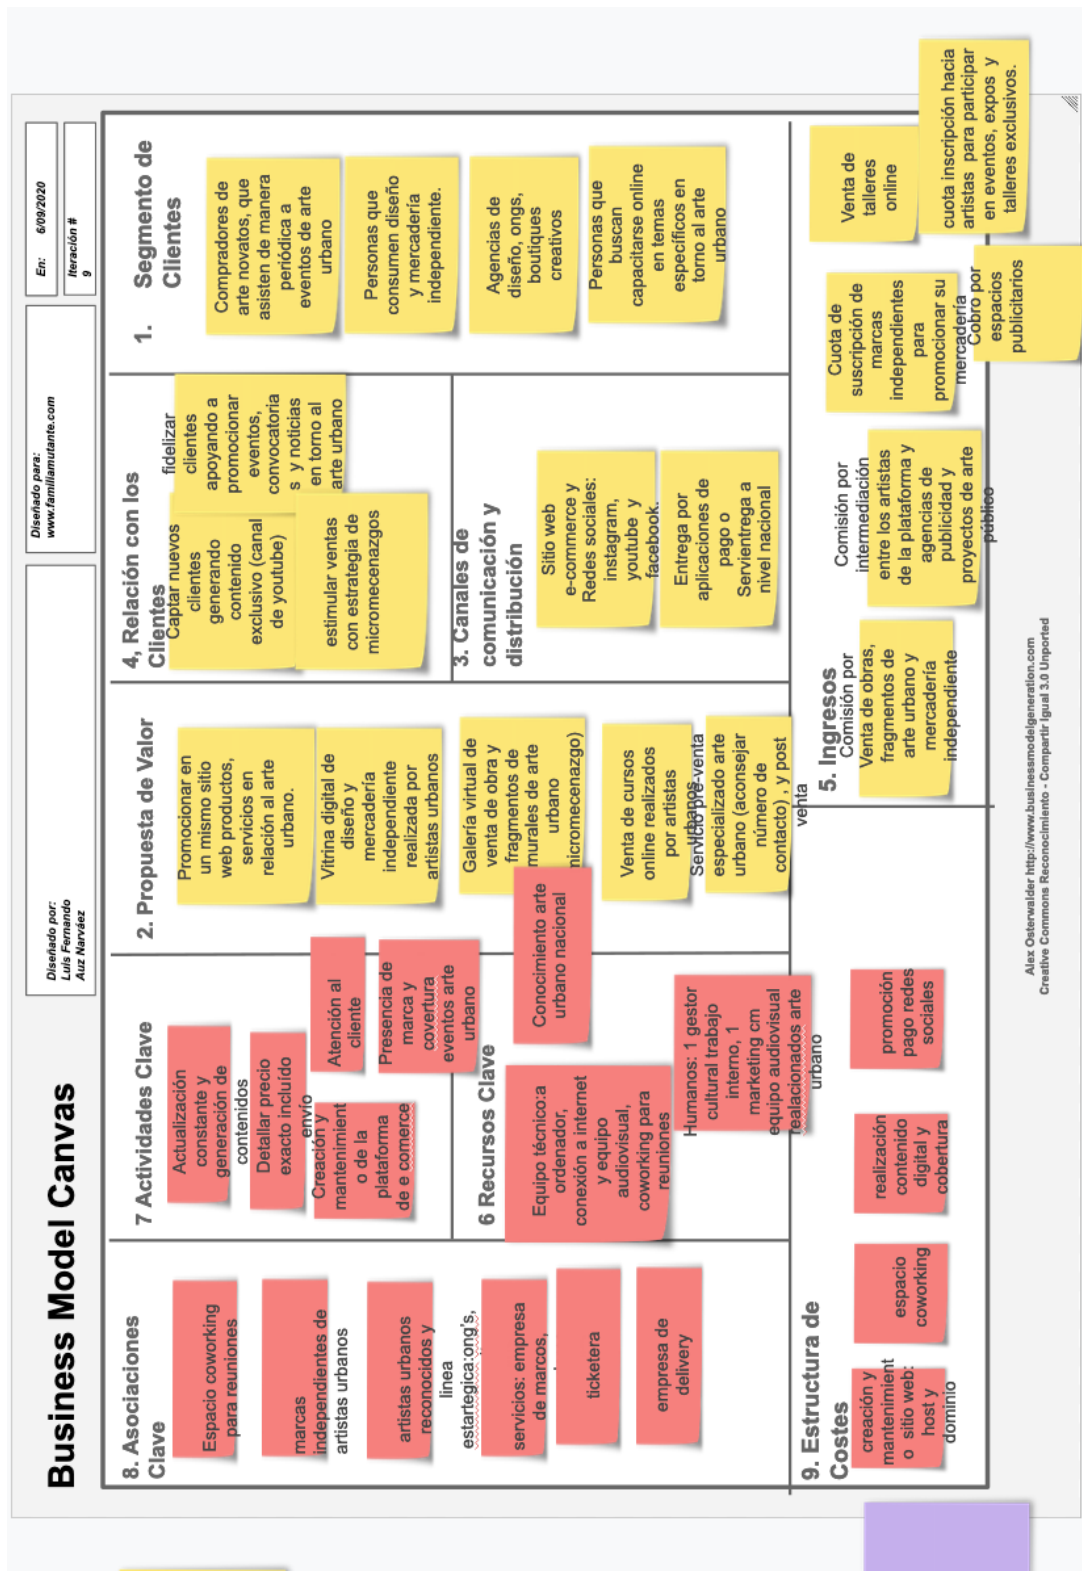 Business Model Canvas
Diseñado por:
Luis Fernando
Auz Narváez
Diseñado para:
www.familiamutante.com
En: 6/09/2020
Iteración #
9
8. Asociaciones
Clave
Espacio coworking
para reuniones
marcas
independientes de
artistas urbanos
artistas urbanos
reconocidos y
linea
estartegica:ong's,
servicios: empresa
de marcos,
ticketera
empresa de
delivery
7 Actividades Clave
Actualización
constante y
generación de
contenidos
Detallar precio
exacto incluído
envío
Creación y
mantenimient
o de la
plataforma
de e comerce
Atención al
cliente
Presencia de
marca y
covertura
eventos arte
urbano
6 Recursos Clave
Equipo técnico:a
ordenador,
conexión a internet
y equipo
audiovisual,
coworking para
reuniones
Conocimiento arte
urbano nacional
Humanos: 1 gestor
cultural trabajo
interno, 1
marketing cm
equipo audiovisual
realacionados arte
urbano
2. Propuesta de Valor
Promocionar en
un mismo sitio
web productos,
servicios en
relación al arte
urbano.
Vitrina digital de
diseño y
mercadería
independiente
realizada por
artistas urbanos
Galería virtual de
venta de obra y
fragmentos de
murales de arte
urbano
micromecenazgo)
Venta de cursos
online realizados
por artistas
urbanos
Servicio pre-venta
especializado arte
urbano (aconsejar
número de
contacto) , y post
venta
4, Relación con los
Clientes
Captar nuevos
clientes
generando
contenido
exclusivo (canal
de youtube)
fidelizar
clientes
apoyando a
promocionar
eventos,
convocatoria
s y noticias
en torno al
arte urbano
estimular ventas
con estrategia de
micromecenazgos
3. Canales de
comunicación y
distribución
Sitio web
e-commerce y
Redes sociales:
instagram,
youtube y
facebook.
Entrega por
aplicaciones de
pago o
Servientrega a
nivel nacional
1. Segmento de
Clientes
Compradores de
arte novatos, que
asisten de manera
periódica a
eventos de arte
urbano
Personas que
consumen diseño
y mercadería
independiente.
Agencias de
diseño, ongs,
boutiques
creativos
Personas que
buscan
capacitarse online
en temas
específicos en
torno al arte
urbano
9. Estructura de
Costes
creación y
mantenimient
o sitio web:
host y
dominio
espacio
coworking
realización
contenido
digital y
cobertura
promoción
pago redes
sociales
5. Ingresos
Comisión por
Venta de obras,
fragmentos de
arte urbano y
mercadería
independiente
Comisión por
intermediación
entre los artistas
de la plataforma y
agencias de
publicidad y
proyectos de arte
público
Cuota de
suscripción de
marcas
independientes
para
promocionar su
mercadería
Cobro por
espacios
publicitarios
Venta de
talleres
online
cuota inscripción hacia
artistas para participar
en eventos, expos y
talleres exclusivos.
Alex Osterwalder http://www.businessmodelgeneration.com
Creative Commons Reconocimiento - Compartir Igual 3.0 Unported